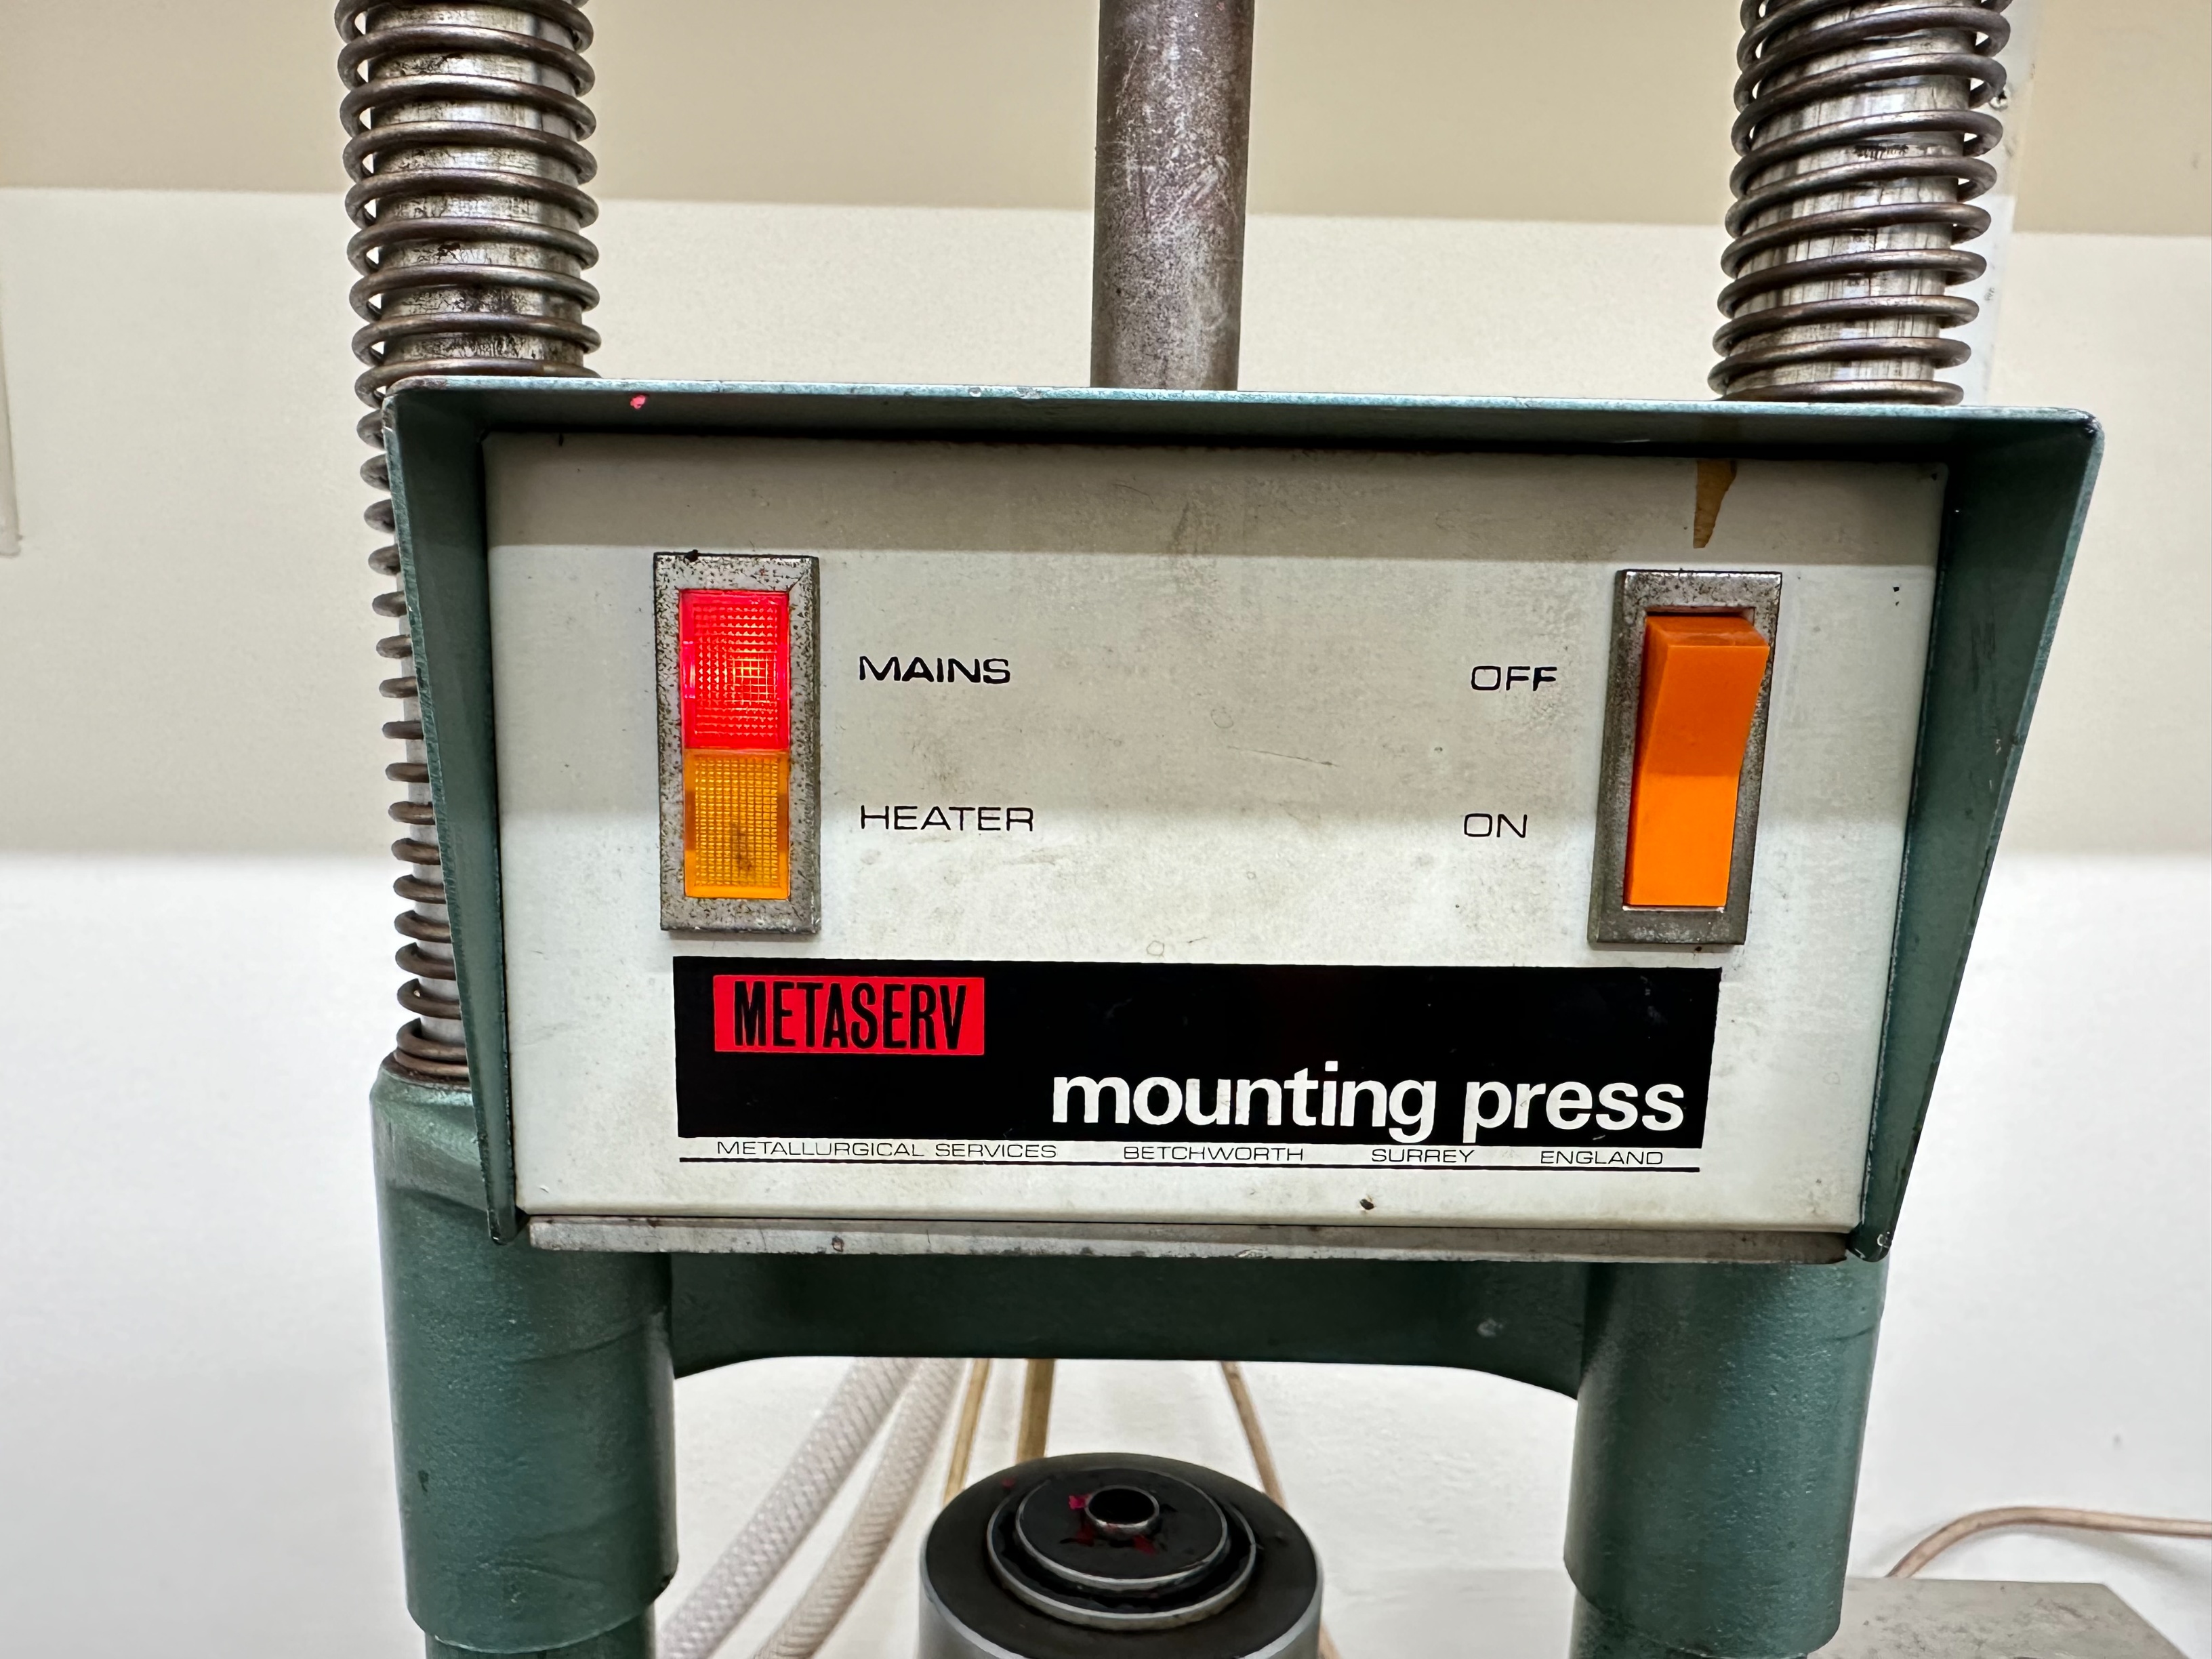 MAINS
OFF
HEATER
ON
METASERV
mounting press
METALLURGICAL SERVICES BETCHWORTH SURREY ENGLAND